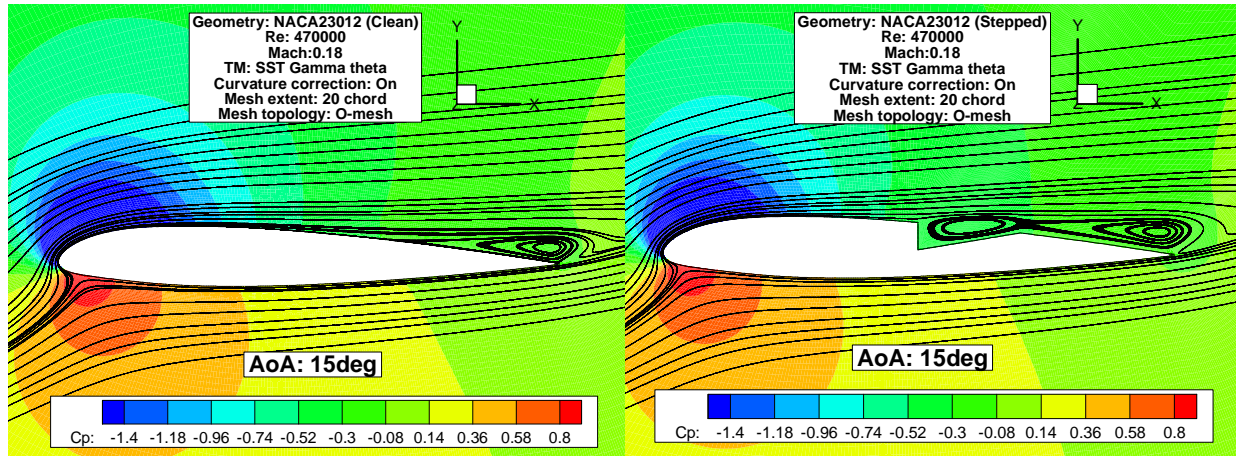 Geometry: NACA23012 (Clean)
Re: 470000
Mach:0.18
TM: SST Gamma theta
Curvature correction: On
Mesh extent: 20 chord
Mesh topology: O-mesh
Y
Z
X
AoA: 15deg
Cp: -1.4 -1.18 -0.96 -0.74 -0.52 -0.3 -0.08 0.14 0.36 0.58 0.8
Geometry: NACA23012 (Stepped)
Re: 470000
Mach:0.18
TM: SST Gamma theta
Curvature correction: On
Mesh extent: 20 chord
Mesh topology: O-mesh
Y
Z
X
AoA: 15deg
Cp: -1.4 -1.18 -0.96 -0.74 -0.52 -0.3 -0.08 0.14 0.36 0.58 0.8